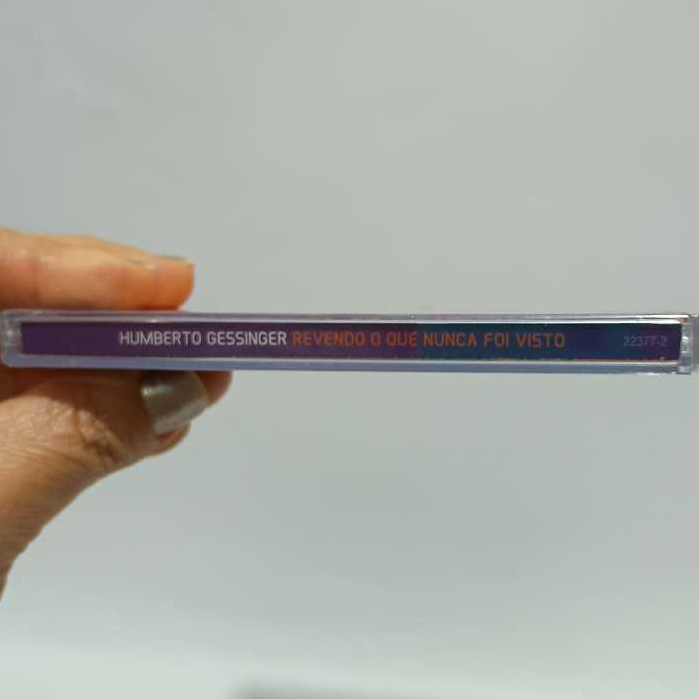 HUMBERTO GESSINGER REVENDO O QUE NUNCA FOI VISTO 22377-2